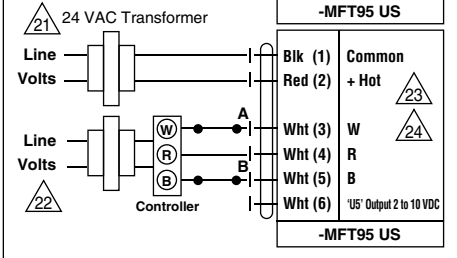 21 24 VAC Transformer
-MFT95 US
Line
Volts
Blk (1) Common
Red (2) + Hot
23
A
W Wht (3) W
24
Line
Volts
R Wht (4) R
B
B Wht (5) B
22
Controller
Wht (6) 'U5' Output 2 to 10 VDC
-MFT95 US